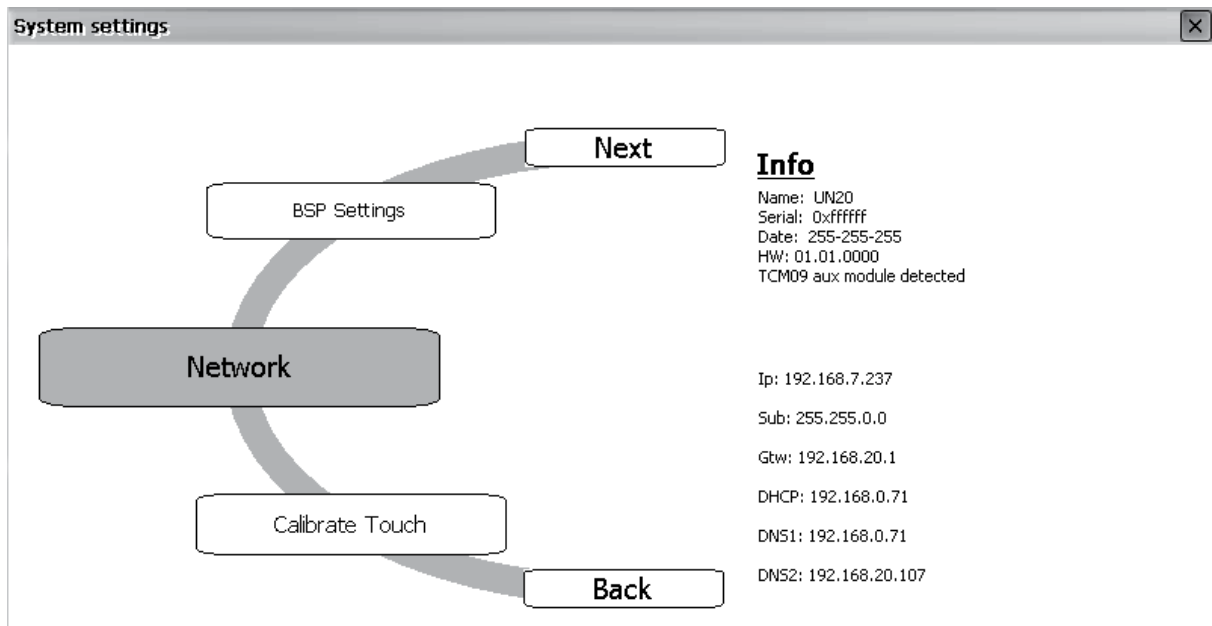 System settings
Next
BSP Settings
Network
Calibrate Touch
Back
Info
Name: UN20
Serial: 0xffffff
Date: 255-255-255
HW: 01.01.0000
TCM09 aux module detected
Ip: 192.168.7.237
Sub: 255.255.0.0
Gtw: 192.168.20.1
DHCP: 192.168.0.71
DNS1: 192.168.0.71
DNS2: 192.168.20.107